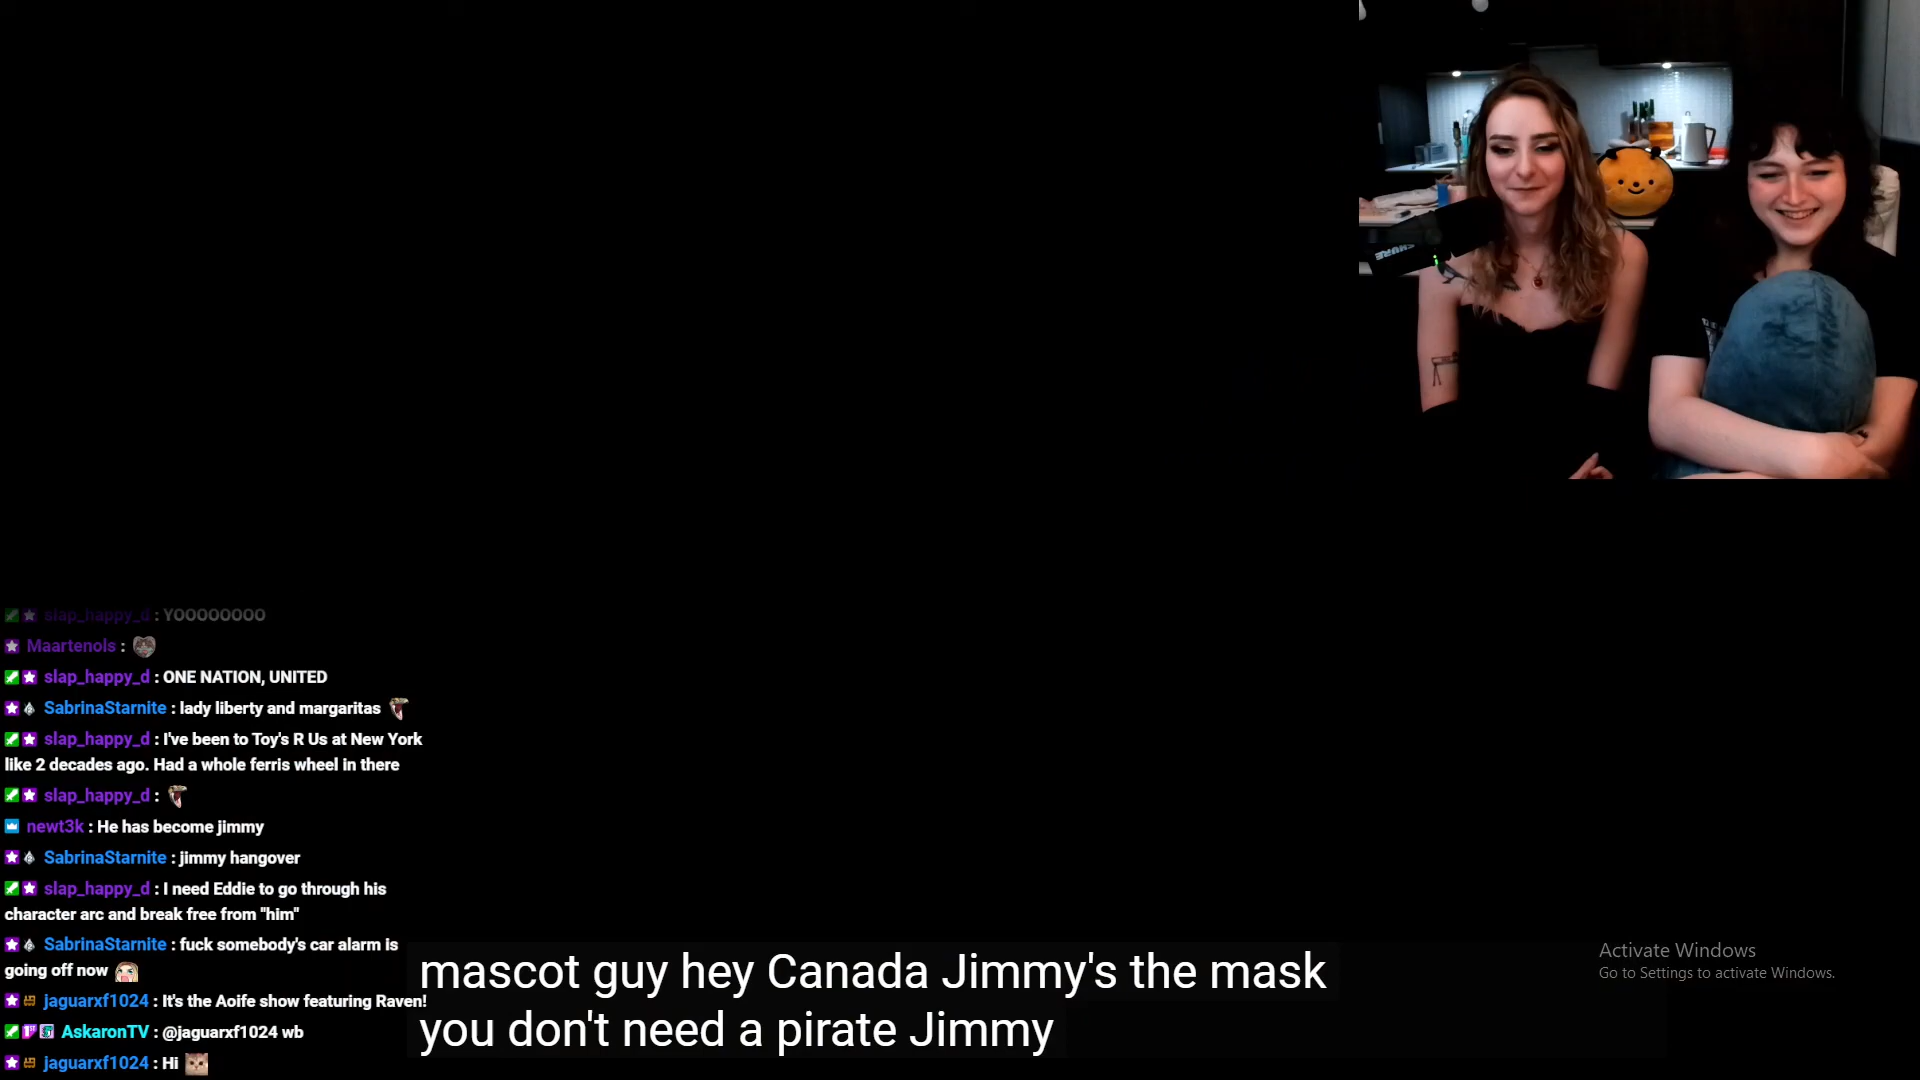 slap_happy_d : YOOOOOOOO
Maartenols :
slap_happy_d : ONE NATION, UNITED
SabrinaStarnite : lady liberty and margaritas
slap_happy_d : I've been to Toy's R Us at New York
like 2 decades ago. Had a whole ferris wheel in there
slap_happy_d :
newt3k : He has become jimmy
SabrinaStarnite : jimmy hangover
slap_happy_d : I need Eddie to go through his
character arc and break free from "him"
SabrinaStarnite : fuck somebody's car alarm is
going off now
jaguarxf1024 : It's the Aoife show featuring Raven!
AskaronTV : @jaguarxf1024 wb
jaguarxf1024 : Hi
mascot guy hey Canada Jimmy's the mask
you don't need a pirate Jimmy
Activate Windows
Go to Settings to activate Windows.
SHURE